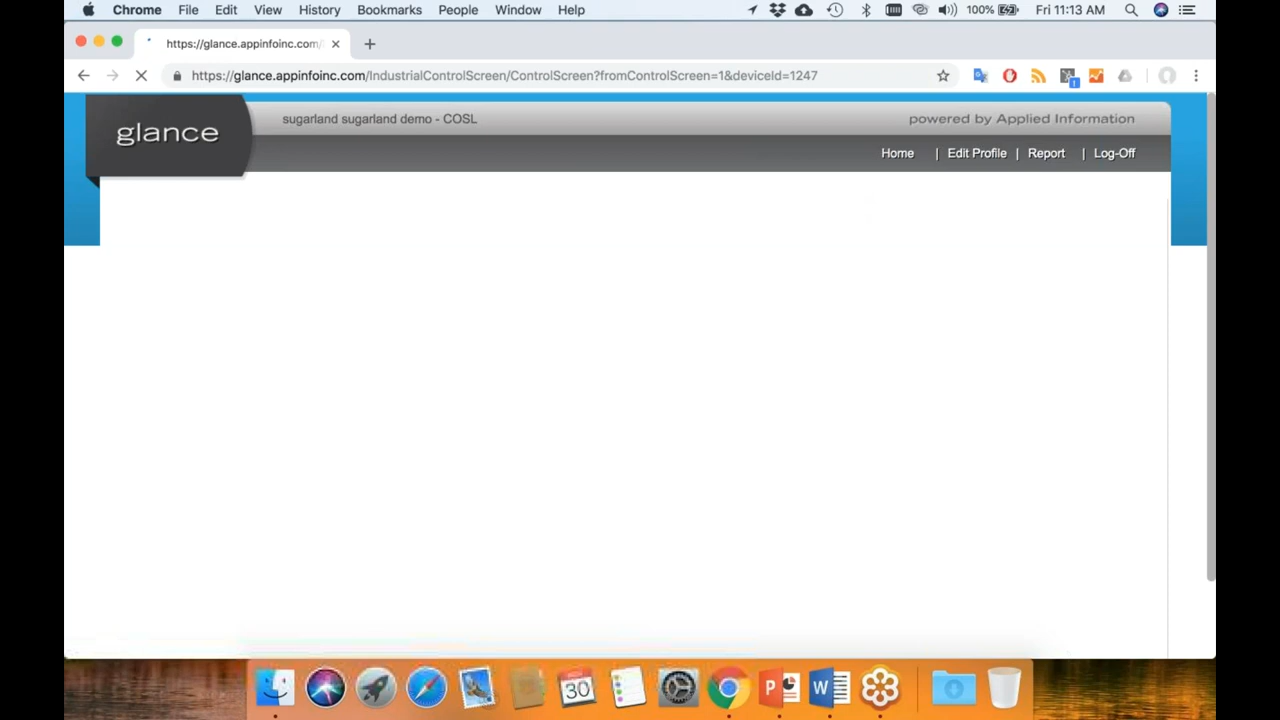 Chrome File Edit View History Bookmarks People Window Help 100% Fri 11:13 AM
https://glance.appinfoinc.com/
https://glance.appinfoinc.com/IndustrialControlScreen/ControlScreen?fromControlScreen=1&deviceId=1247
1
glance
sugarland sugarland demo - COSL
powered by Applied Information
Home | Edit Profile | Report | Log-Off
30
P
W